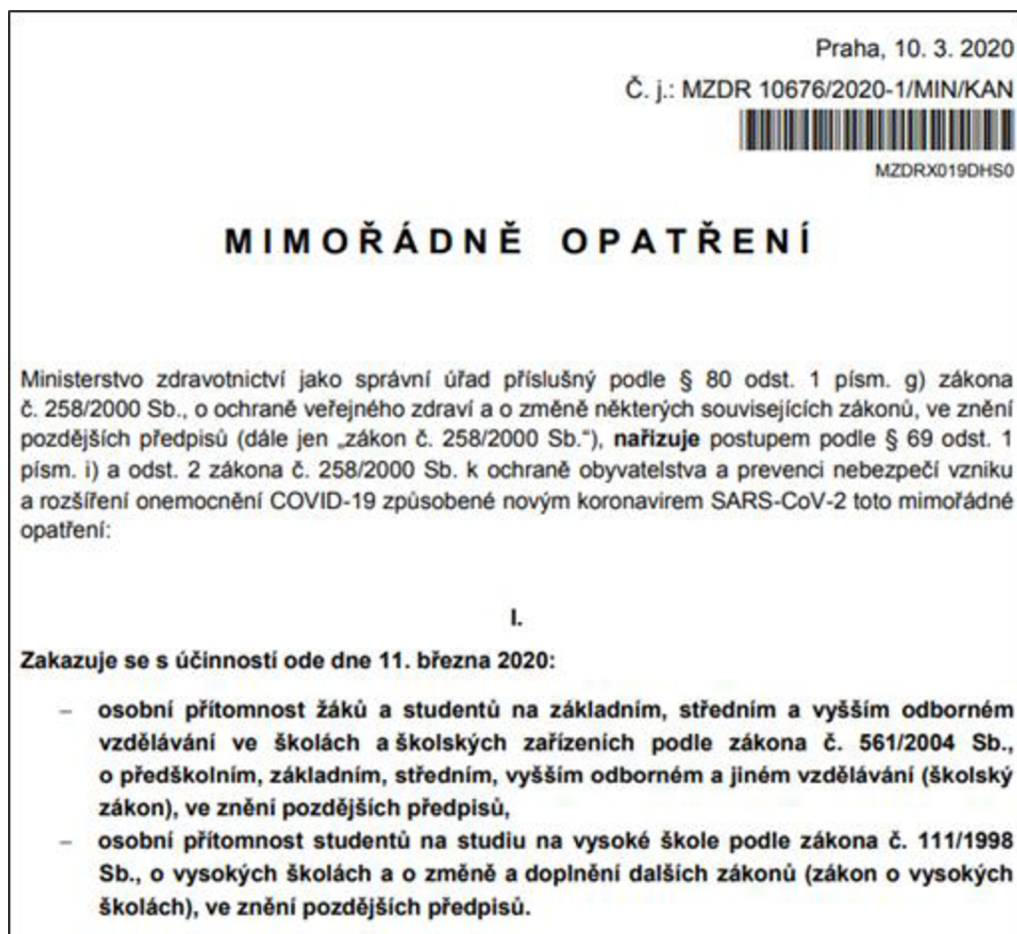 Praha, 10. 3. 2020
Č. j.: MZDR 10676/2020-1/MIN/KAN
MZDRX019DHS0
MIMOŘÁDNĚ OPATŘENÍ
Ministerstvo zdravotnictví jako správní úřad příslušný podle § 80 odst. 1 písm. g) zákona
č. 258/2000 Sb., o ochraně veřejného zdraví a o změně některých souvisejících zákonů, ve znění
pozdějších předpisů (dále jen „zákon č. 258/2000 Sb.“), nařizuje postupem podle § 69 odst. 1
písm. i) a odst. 2 zákona č. 258/2000 Sb. k ochraně obyvatelstva a prevenci nebezpečí vzniku
a rozšíření onemocnění COVID-19 způsobené novým koronavirem SARS-CoV-2 toto mimořádné
opatření:
I.
Zakazuje se s účinností ode dne 11. března 2020:
– osobní přítomnost žáků a studentů na základním, středním a vyšším odborném
vzdělávání ve školách a školských zařízeních podle zákona č. 561/2004 Sb.,
o předškolním, základním, středním, vyšším odborném a jiném vzdělávání (školský
zákon), ve znění pozdějších předpisů,
– osobní přítomnost studentů na studiu na vysoké škole podle zákona č. 111/1998
Sb., o vysokých školách a o změně a doplnění dalších zákonů (zákon o vysokých
školách), ve znění pozdějších předpisů.